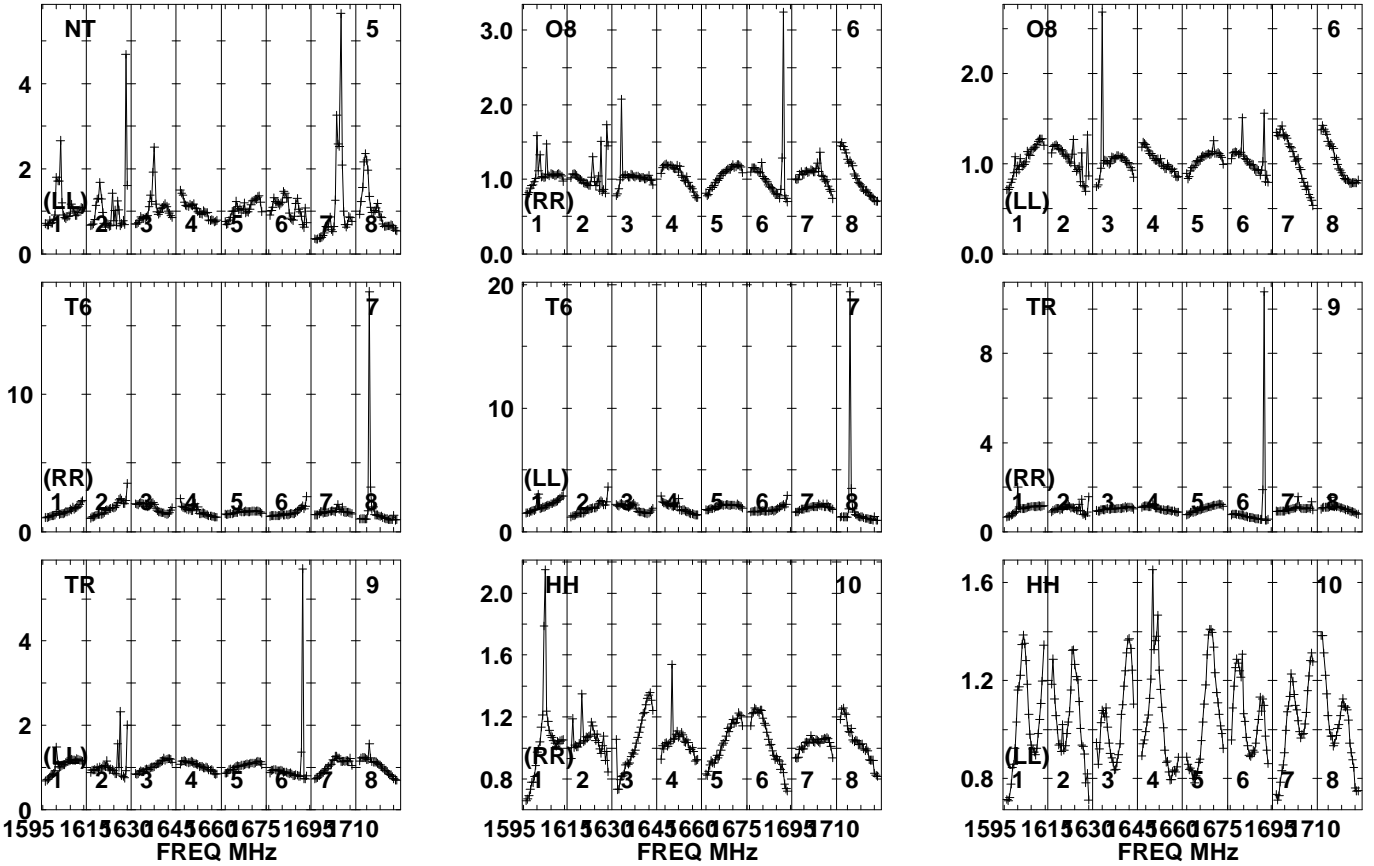 NT 5
4
2
0
(LL)
1 2 3 4 5 6 7 8
O8 6
3.0
2.0
1.0
0.0
(RR)
1 2 3 4 5 6 7 8
O8 6
2.0
1.0
0.0
(LL)
1 2 3 4 5 6 7 8
T6 7
10
0
(RR)
1 2 3 4 5 6 7 8
20
T6 7
10
0
(LL)
1 2 3 4 5 6 7 8
TR 9
8
4
0
(RR)
1 2 3 4 5 6 7 8
TR 9
4
2
0
(LL)
1 2 3 4 5 6 7 8
1595 1615 1630 1645 1660 1675 1695 1710
FREQ MHz
HH 10
2.0
1.6
1.2
0.8
(RR)
1 2 3 4 5 6 7 8
1595 1615 1630 1645 1660 1675 1695 1710
FREQ MHz
HH 10
1.6
1.2
0.8
(LL)
1 2 3 4 5 6 7 8
1595 1615 1630 1645 1660 1675 1695 1710
FREQ MHz